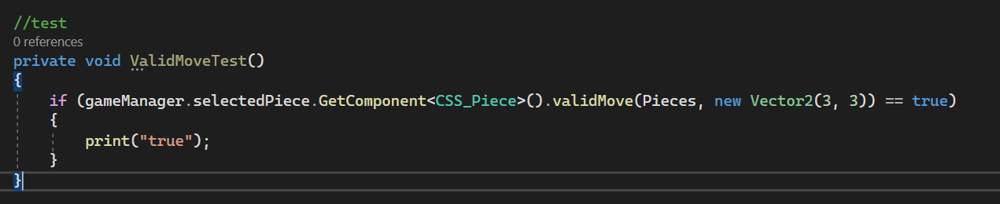 //test
0 references
private void ValidMoveTest()
{
if (gameManager.selectedPiece.GetComponent<CSS_Piece>().validMove(Pieces, new Vector2(3, 3)) == true)
{
print("true");
}
}